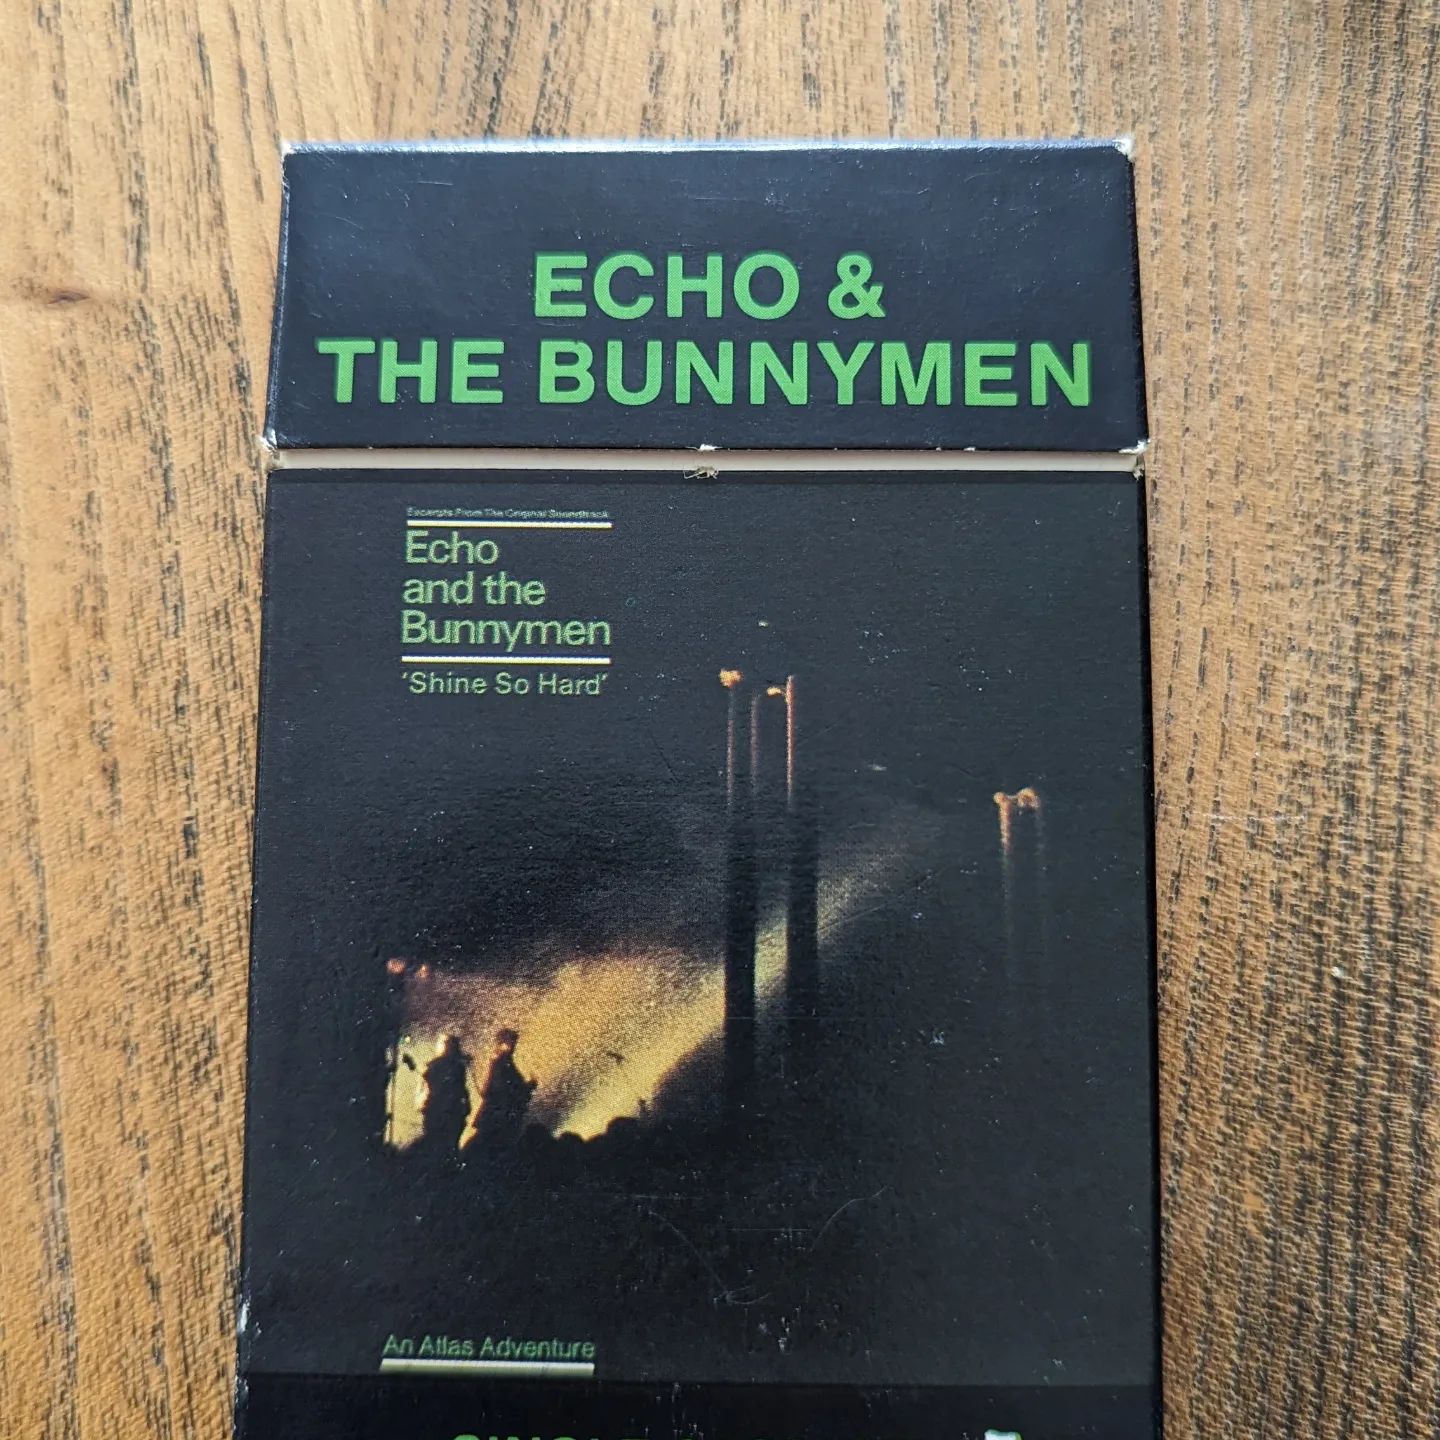 ECHO &
THE BUNNYMEN
Excerpts From The Original Soundtrack
Echo
and the
Bunnymen
‘Shine So Hard’
An Atlas Adventure